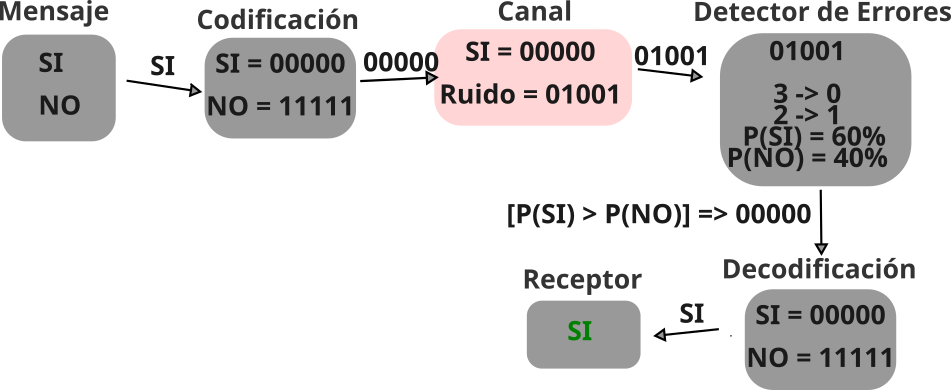 Mensaje
SI
NO
SI
Codificación
SI = 00000
NO = 11111
00000
Canal
SI = 00000
Ruido = 01001
01001
Detector de Errores
01001
3 -> 0
2 -> 1
P(SI) = 60%
P(NO) = 40%
[P(SI) > P(NO)] => 00000
Decodificación
SI = 00000
NO = 11111
SI
Receptor
SI